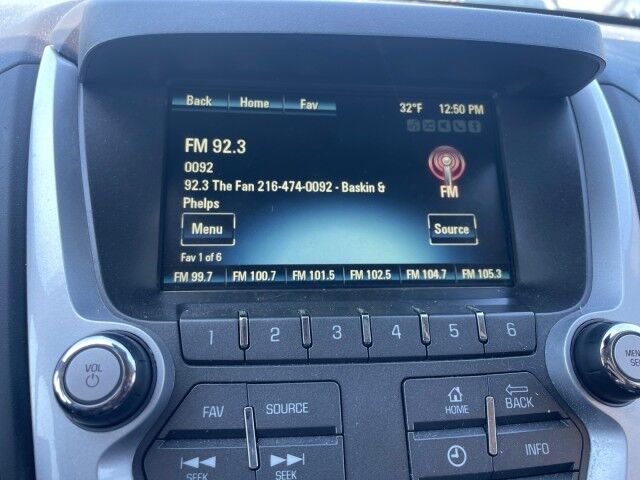 Back Home Fav 32°F 12:50 PM
FM 92.3
0092
92.3 The Fan 216-474-0092 - Baskin &
Phelps
FM
Menu Source
Fav 1 of 6
FM 99.7 FM 100.7 FM 101.5 FM 102.5 FM 104.7 FM 105.3
1 2 3 4 5 6
VOL
MENU
SEL
FAV SOURCE HOME BACK
INFO
SEEK SEEK